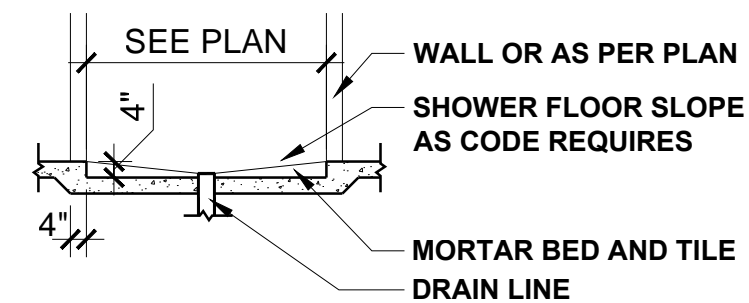 SEE PLAN
WALL OR AS PER PLAN
4"
SHOWER FLOOR SLOPE
AS CODE REQUIRES
4"
MORTAR BED AND TILE
DRAIN LINE